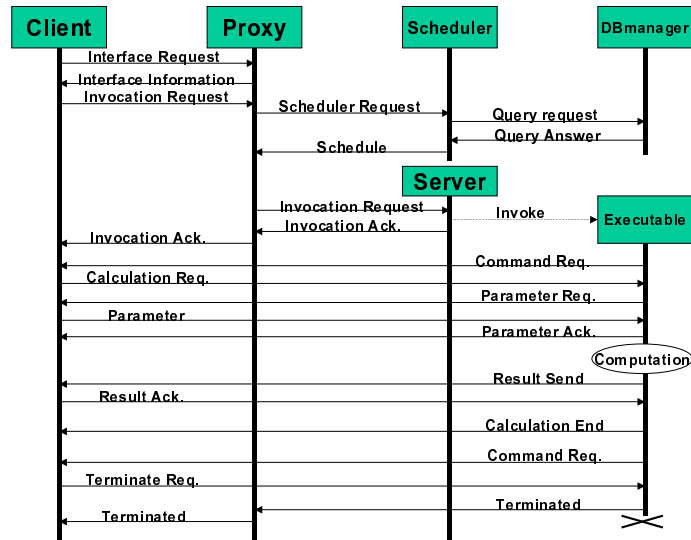 Client
Proxy
Scheduler
DBmanager
Interface Request
Interface Information
Invocation Request
Scheduler Request
Query request
Query Answer
Schedule
Server
Invocation Request
Invoke
Executable
Invocation Ack.
Invocation Ack.
Command Req.
Calculation Req.
Parameter Req.
Parameter
Parameter Ack.
Computation
Result Send
Result Ack.
Calculation End
Command Req.
Terminate Req.
Terminated
Terminated